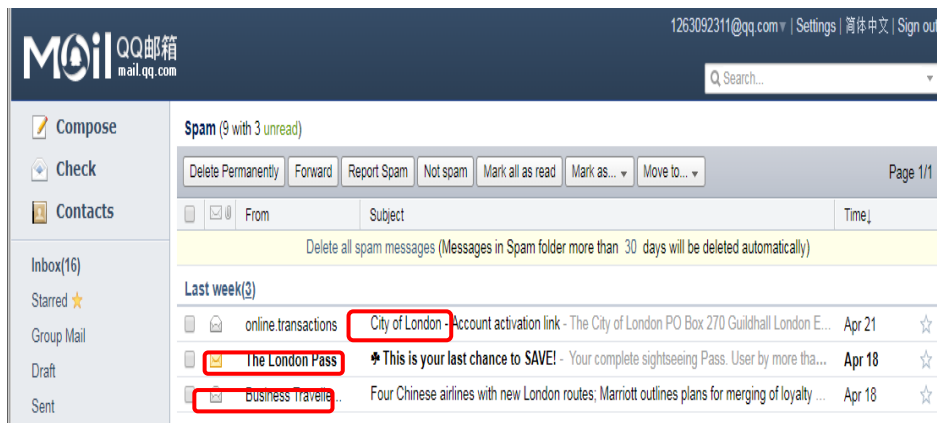 1263092311@qq.com | Settings | 简体中文 | Sign out
MOil QQ邮箱
mail.qq.com
Search...
Compose
Check
Contacts
Inbox(16)
Starred
Group Mail
Draft
Sent
Spam (9 with 3 unread)
Delete Permanently Forward Report Spam Not spam Mark all as read Mark as... Move to... Page 1/1
From Subject Time↓
Delete all spam messages (Messages in Spam folder more than 30 days will be deleted automatically)
Last week(3)
online.transactions City of London - Account activation link - The City of London PO Box 270 Guildhall London E... Apr 21
The London Pass ♣ This is your last chance to SAVE! - Your complete sightseeing Pass. User by more tha... Apr 18
Business Travelle... Four Chinese airlines with new London routes; Marriott outlines plans for merging of loyalty ... Apr 18